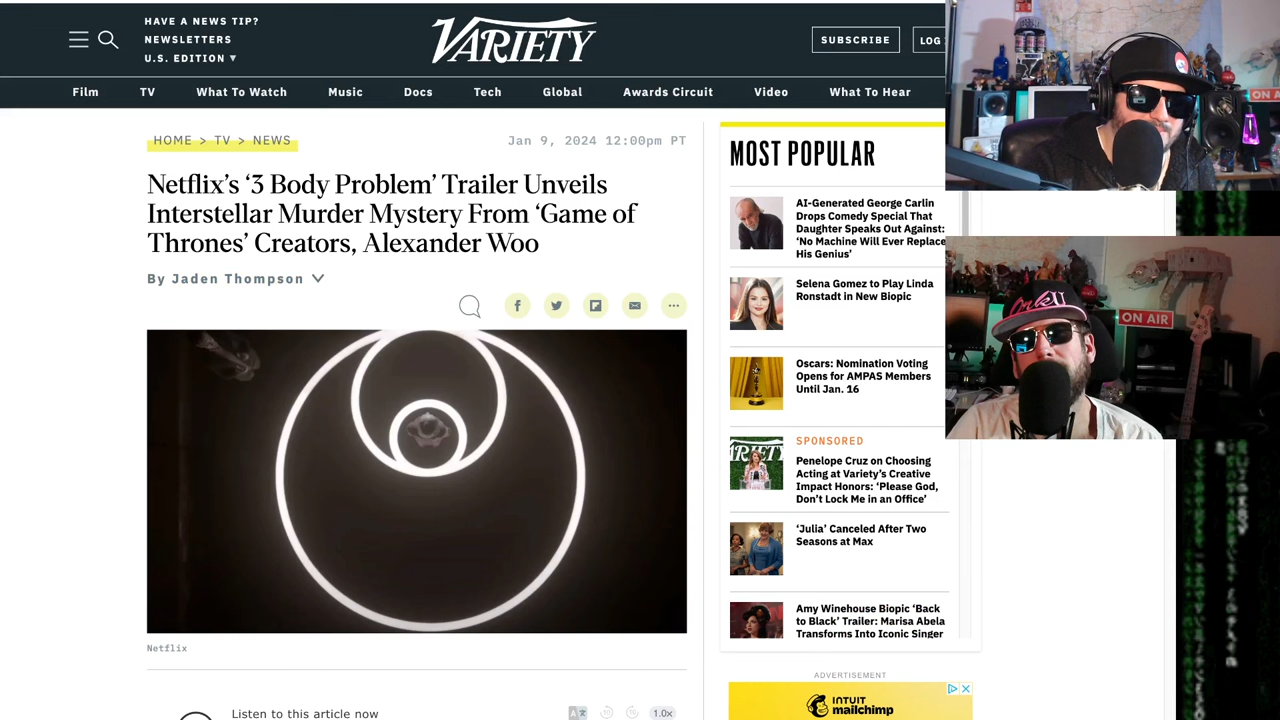 HAVE A NEWS TIP?
NEWSLETTERS
U.S. EDITION ▼
VARIETY
SUBSCRIBE
LOG
Film
TV
What To Watch
Music
Docs
Tech
Global
Awards Circuit
Video
What To Hear
HOME > TV > NEWS
Jan 9, 2024 12:00pm PT
Netflix's ‘3 Body Problem’ Trailer Unveils
Interstellar Murder Mystery From ‘Game of
Thrones’ Creators, Alexander Woo
By Jaden Thompson
Netflix
Listen to this article now
10
10
1.0x
MOST POPULAR
AI-Generated George Carlin
Drops Comedy Special That
Daughter Speaks Out Against:
‘No Machine Will Ever Replace
His Genius’
Selena Gomez to Play Linda
Ronstadt in New Biopic
Oscars: Nomination Voting
Opens for AMPAS Members
Until Jan. 16
SPONSORED
Penelope Cruz on Choosing
Acting at Variety's Creative
Impact Honors: ‘Please God,
Don't Lock Me in an Office’
‘Julia’ Canceled After Two
Seasons at Max
Amy Winehouse Biopic ‘Back
to Black’ Trailer: Marisa Abela
Transforms Into Iconic Singer
ADVERTISEMENT
INTUIT
mailchimp
ON A
ON AIR